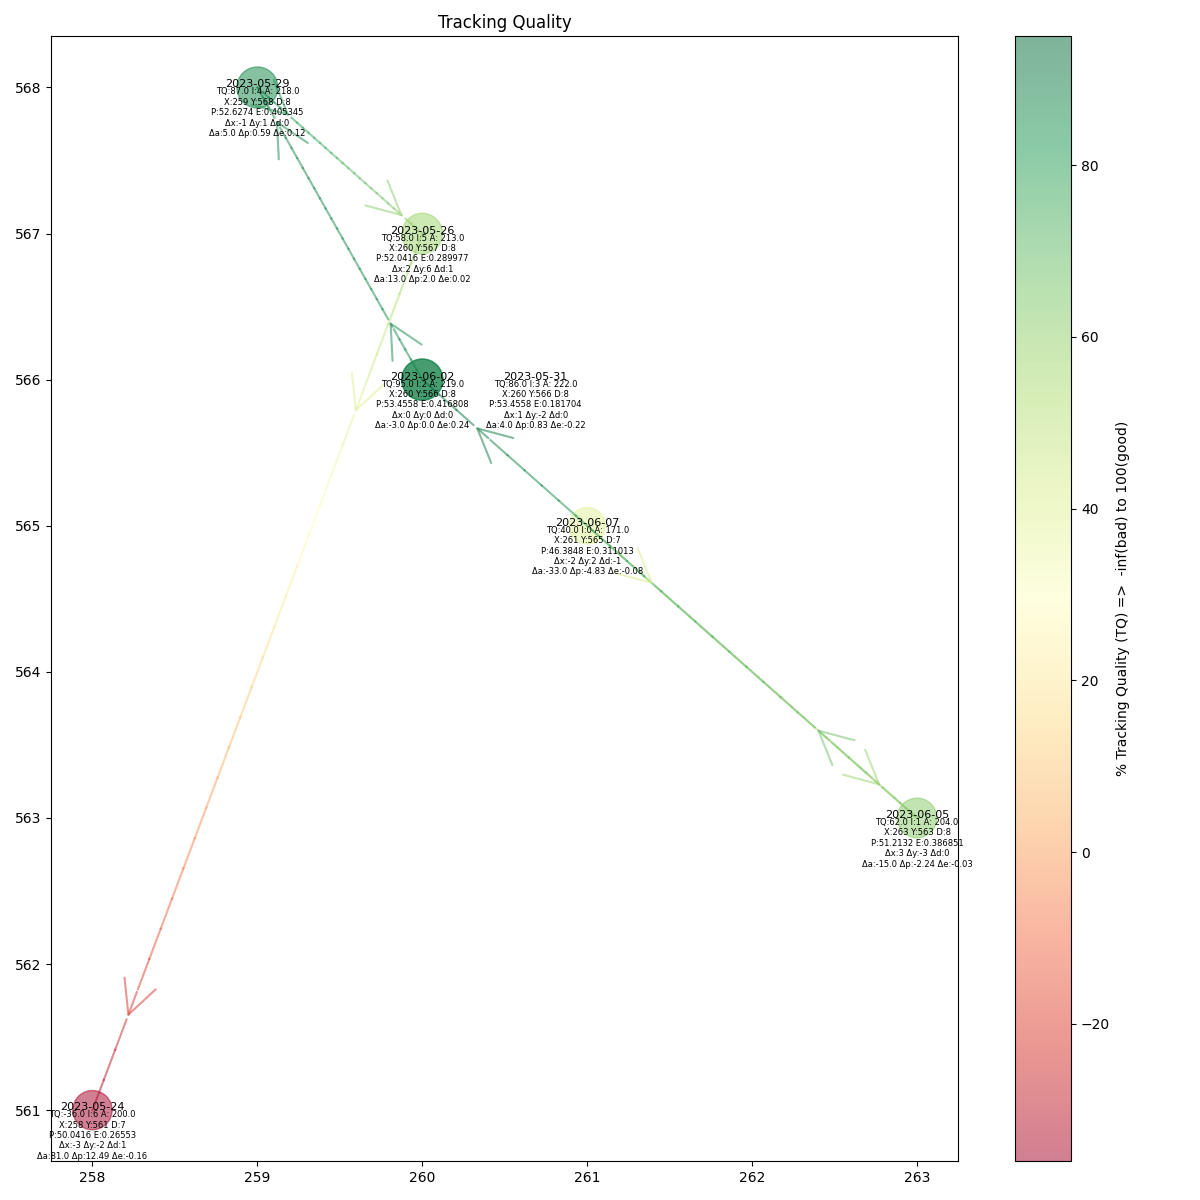 Tracking Quality
568
567
566
565
564
563
562
561
258
259
260
261
262
263
2023-05-29
TQ:87.0 I:4 A: 218.0
X:259 Y:568 D:8
P:52.6274 E:0.405345
Δx:-1 Δy:1 Δd:0
Δa:5.0 Δp:0.59 Δe:0.12
2023-05-26
TQ:58.0 I:5 A: 213.0
X:260 Y:567 D:8
P:52.0416 E:0.289977
Δx:2 Δy:6 Δd:1
Δa:13.0 Δp:2.0 Δe:0.02
2023-06-02
TQ:95.0 I:2 A: 219.0
X:260 Y:566 D:8
P:53.4558 E:0.416808
Δx:0 Δy:0 Δd:0
Δa:-3.0 Δp:0.0 Δe:0.24
2023-05-31
TQ:86.0 I:3 A: 222.0
X:260 Y:566 D:8
P:53.4558 E:0.181704
Δx:1 Δy:-2 Δd:0
Δa:4.0 Δp:0.83 Δe:-0.22
2023-06-07
TQ:40.0 I:0 A: 171.0
X:261 Y:565 D:7
P:46.3848 E:0.311013
Δx:-2 Δy:2 Δd:-1
Δa:-33.0 Δp:-4.83 Δe:-0.08
2023-06-05
TQ:62.0 I:1 A: 204.0
X:263 Y:563 D:8
P:51.2132 E:0.386851
Δx:3 Δy:-3 Δd:0
Δa:-15.0 Δp:-2.24 Δe:-0.03
2023-05-24
TQ:-36.0 I:6 A: 200.0
X:258 Y:561 D:7
P:50.0416 E:0.26553
Δx:-3 Δy:-2 Δd:1
Δa:81.0 Δp:12.49 Δe:-0.16
80
60
40
20
0
−20
% Tracking Quality (TQ) => -inf(bad) to 100(good)